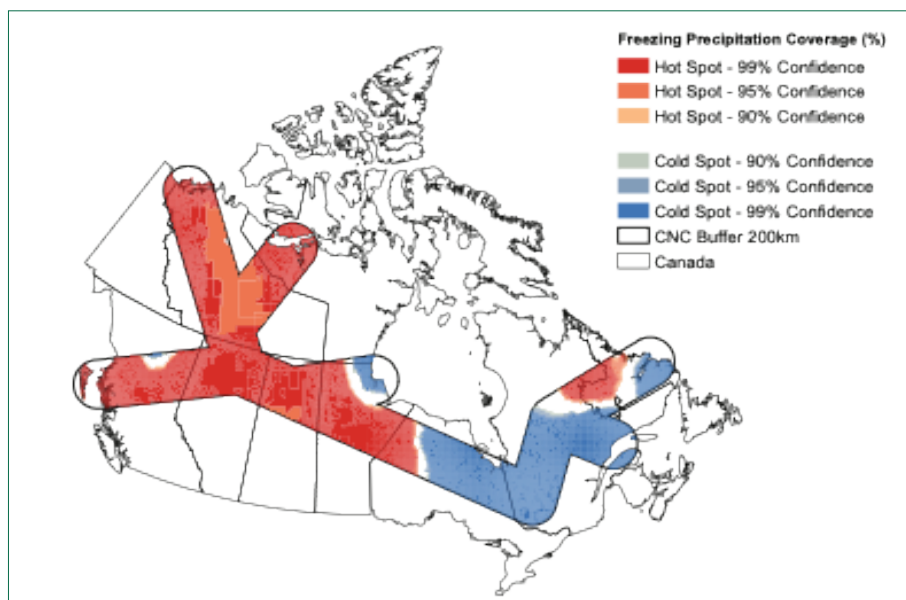 Freezing Precipitation Coverage (%)
Hot Spot - 99% Confidence
Hot Spot - 95% Confidence
Hot Spot - 90% Confidence
Cold Spot - 90% Confidence
Cold Spot - 95% Confidence
Cold Spot - 99% Confidence
CNC Buffer 200km
Canada